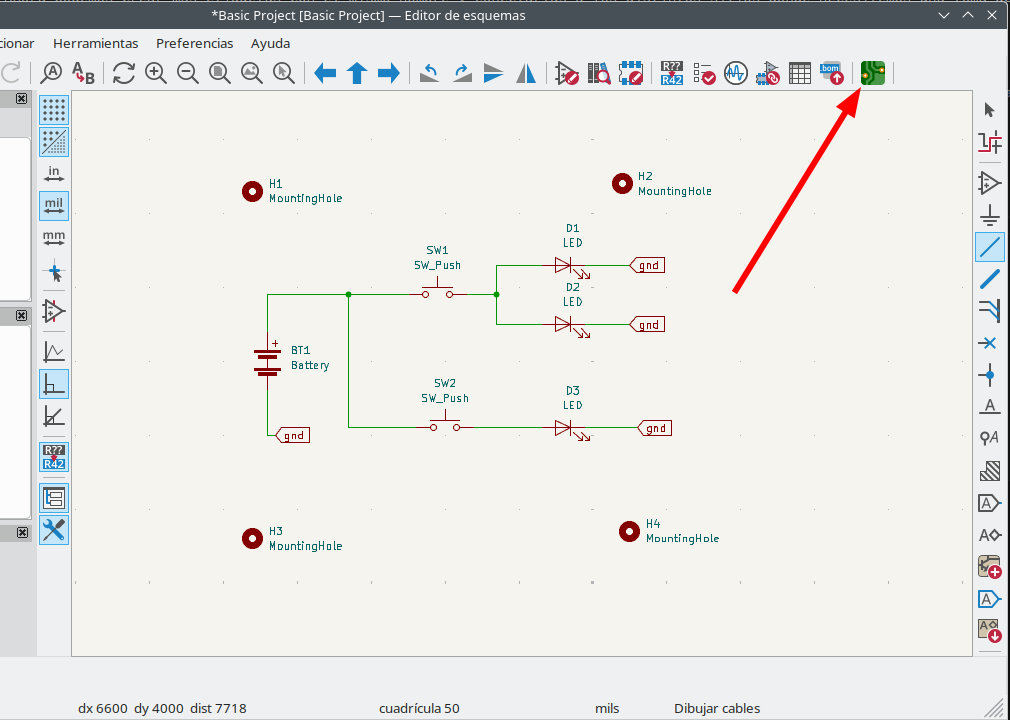 *Basic Project [Basic Project] — Editor de esquemas
cionar Herramientas Preferencias Ayuda
A
A B
R??
R42
bom
in
mil
mm
R??
R42
H1
MountingHole
H2
MountingHole
D1
LED
gnd
SW1
SW_Push
D2
LED
gnd
+
BT1
Battery
gnd
SW2
SW_Push
D3
LED
gnd
H3
MountingHole
H4
MountingHole
A
A
A
A
A
A
dx 6600 dy 4000 dist 7718 cuadrícula 50 mils Dibujar cables